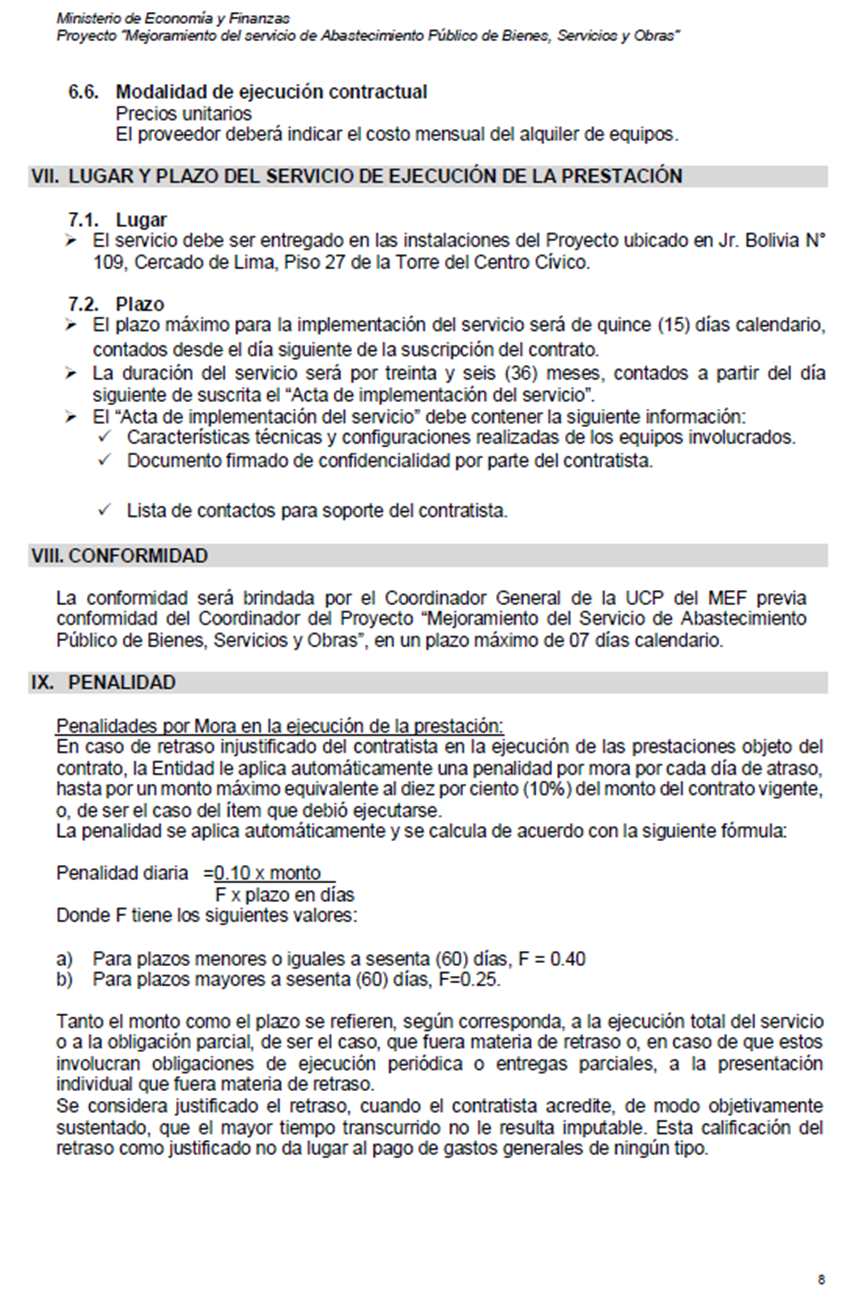 Ministerio de Economía y Finanzas
Proyecto "Mejoramiento del servicio de Abastecimiento Público de Bienes, Servicios y Obras"
6.6. Modalidad de ejecución contractual
Precios unitarios
El proveedor deberá indicar el costo mensual del alquiler de equipos.
VII. LUGAR Y PLAZO DEL SERVICIO DE EJECUCIÓN DE LA PRESTACIÓN
7.1. Lugar
➤ El servicio debe ser entregado en las instalaciones del Proyecto ubicado en Jr. Bolivia N°
109, Cercado de Lima, Piso 27 de la Torre del Centro Cívico.
7.2. Plazo
➤ El plazo máximo para la implementación del servicio será de quince (15) días calendario,
contados desde el día siguiente de la suscripción del contrato.
➤ La duración del servicio será por treinta y seis (36) meses, contados a partir del día
siguiente de suscrita el “Acta de implementación del servicio”.
➤ El “Acta de implementación del servicio” debe contener la siguiente información:
✓ Características técnicas y configuraciones realizadas de los equipos involucrados.
✓ Documento firmado de confidencialidad por parte del contratista.
✓ Lista de contactos para soporte del contratista.
VIII. CONFORMIDAD
La conformidad será brindada por el Coordinador General de la UCP del MEF previa
conformidad del Coordinador del Proyecto “Mejoramiento del Servicio de Abastecimiento
Público de Bienes, Servicios y Obras”, en un plazo máximo de 07 días calendario.
IX. PENALIDAD
Penalidades por Mora en la ejecución de la prestación:
En caso de retraso injustificado del contratista en la ejecución de las prestaciones objeto del
contrato, la Entidad le aplica automáticamente una penalidad por mora por cada día de atraso,
hasta por un monto máximo equivalente al diez por ciento (10%) del monto del contrato vigente,
o, de ser el caso del ítem que debió ejecutarse.
La penalidad se aplica automáticamente y se calcula de acuerdo con la siguiente fórmula:
Penalidad diaria =0.10 x monto
F x plazo en días
Donde F tiene los siguientes valores:
a) Para plazos menores o iguales a sesenta (60) días, F = 0.40
b) Para plazos mayores a sesenta (60) días, F=0.25.
Tanto el monto como el plazo se refieren, según corresponda, a la ejecución total del servicio
o a la obligación parcial, de ser el caso, que fuera materia de retraso o, en caso de que estos
involucran obligaciones de ejecución periódica o entregas parciales, a la presentación
individual que fuera materia de retraso.
Se considera justificado el retraso, cuando el contratista acredite, de modo objetivamente
sustentado, que el mayor tiempo transcurrido no le resulta imputable. Esta calificación del
retraso como justificado no da lugar al pago de gastos generales de ningún tipo.
8